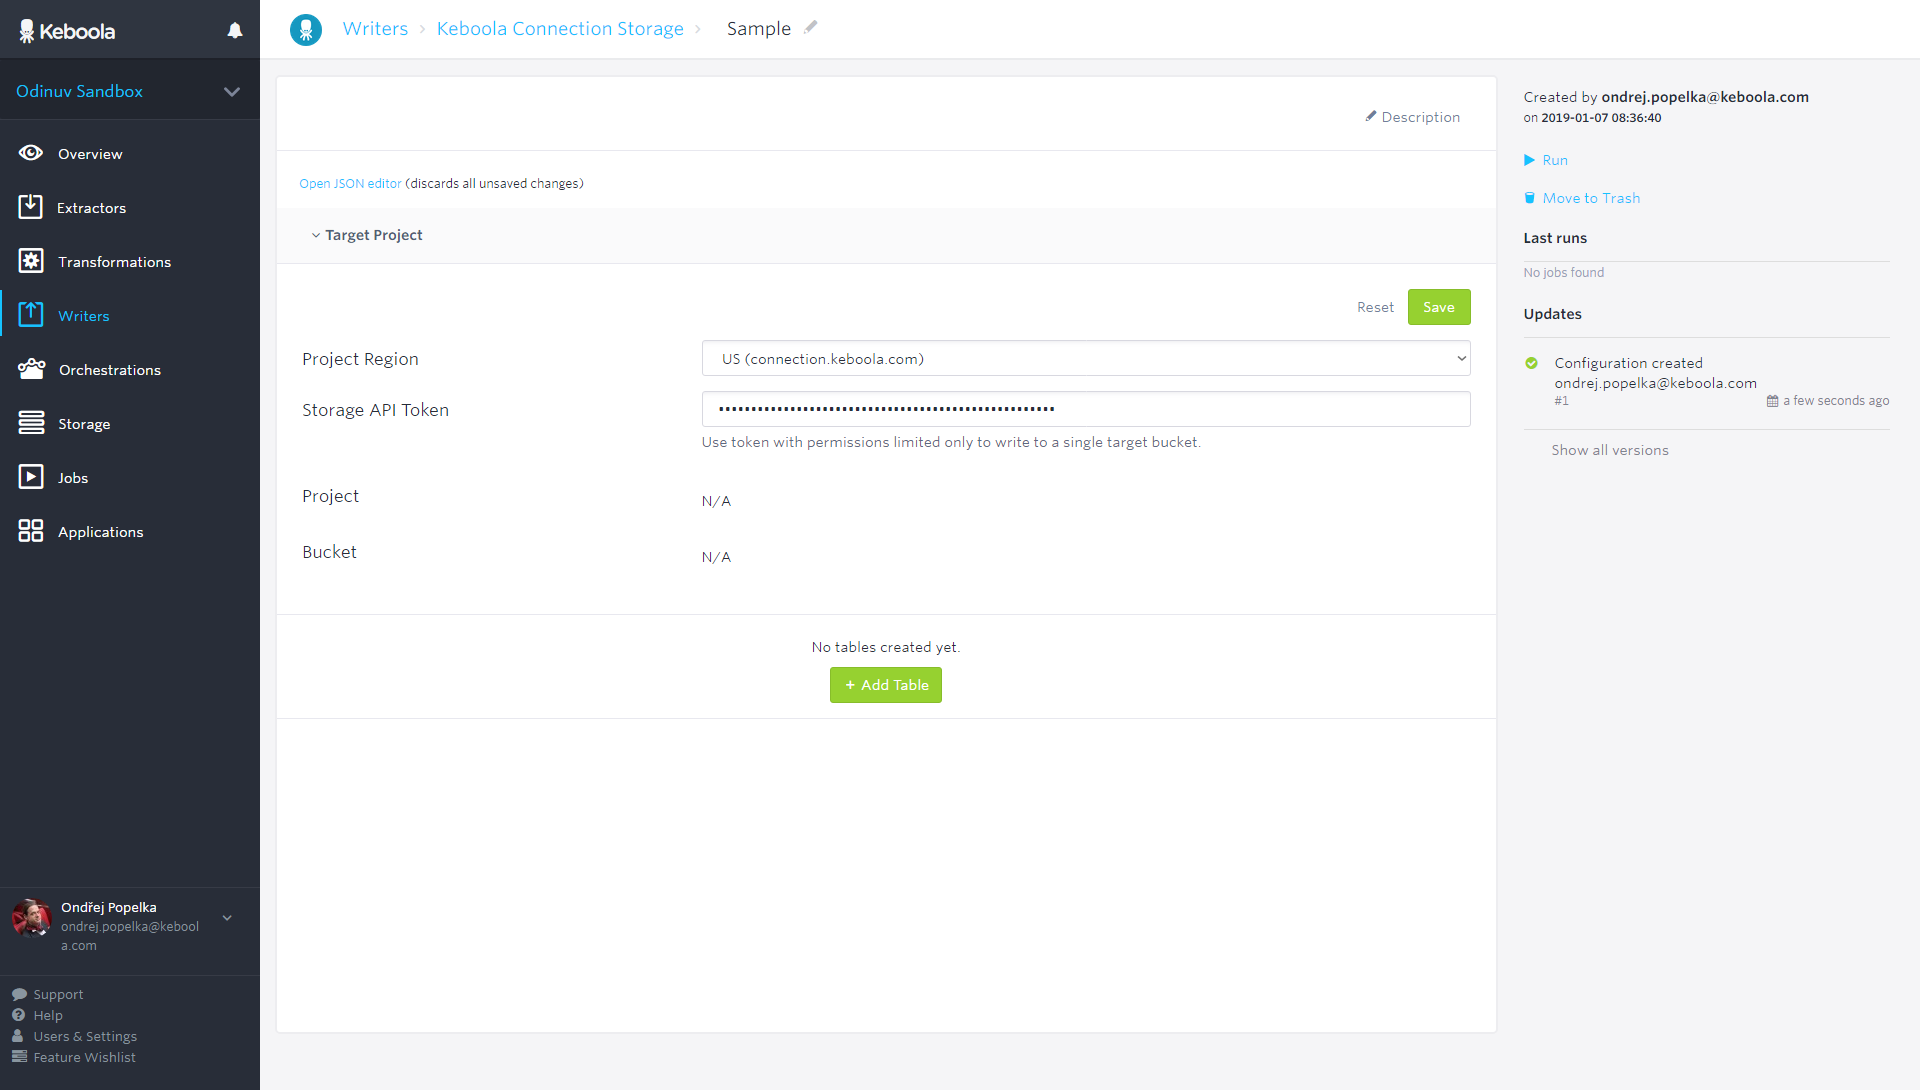 Keboola
Odinuv Sandbox
Overview
Extractors
Transformations
Writers
Orchestrations
Storage
Jobs
Applications
Ondřej Popelka
ondrej.popelka@kebool
a.com
Support
Help
Users & Settings
Feature Wishlist
Writers › Keboola Connection Storage › Sample
Description
Open JSON editor (discards all unsaved changes)
Target Project
Reset Save
Project Region US (connection.keboola.com)
Storage API Token
Use token with permissions limited only to write to a single target bucket.
Project N/A
Bucket N/A
No tables created yet.
+ Add Table
Created by ondrej.popelka@keboola.com
on 2019-01-07 08:36:40
Run
Move to Trash
Last runs
No jobs found
Updates
Configuration created
ondrej.popelka@keboola.com
#1 a few seconds ago
Show all versions